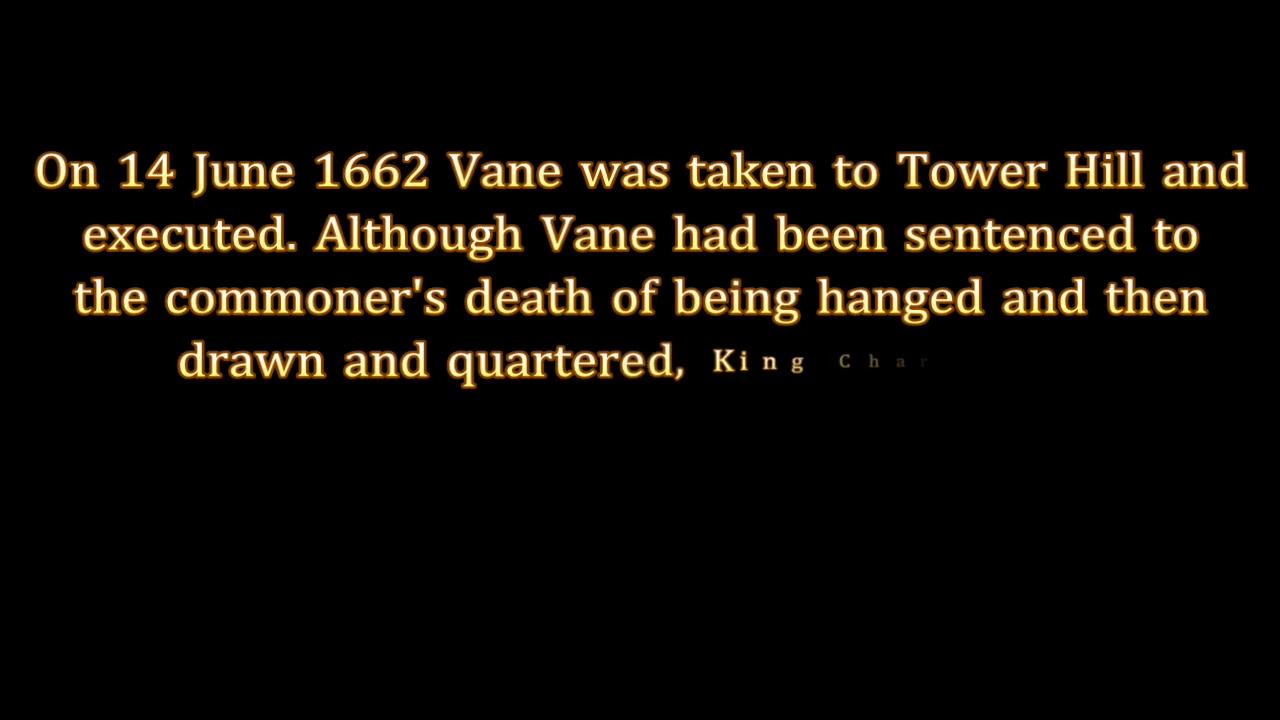 On 14 June 1662 Vane was taken to Tower Hill and
executed. Although Vane had been sentenced to
the commoner's death of being hanged and then
drawn and quartered, King Char